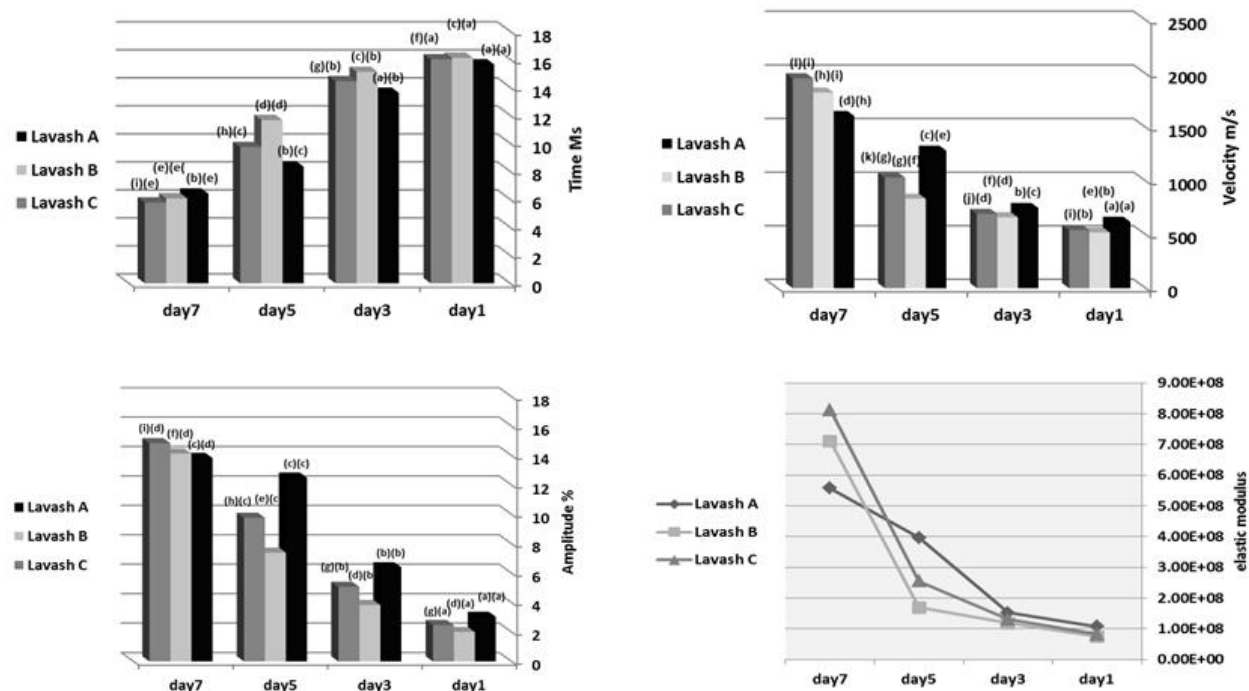 (c)(a)
(f)(a)
(a)(a)
(c)(b)
(g)(b)
(a)(b)
(d)(d)
(h)(c)
(b)(c)
(e)(e(
(i)(e)
(b)(e)
Lavash A
Lavash B
Lavash C
18
16
14
12
10
8
6
4
2
0
Time Ms
day7 day5 day3 day1
(l)(i)
(h)(i)
(d)(h)
(c)(e)
(k)(g)
(g)(f)
(f)(d)
(j)(d)
b)(c)
(e)(b)
(i)(b)
(a)(a)
Lavash A
Lavash B
Lavash C
2500
2000
1500
1000
500
0
Velocity m/s
day7 day5 day3 day1
(i)(d)
(f)(d)
(c)(d)
(c)(c)
(h)(c)
(e)(c
(b)(b)
(g)(b)
(d)(b
(g)(a)
(d)(a)
(a)(a)
Lavash A
Lavash B
Lavash C
18
16
14
12
10
8
6
4
2
0
Amplitude %
day7 day5 day3 day1
Lavash A
Lavash B
Lavash C
9.00E+08
8.00E+08
7.00E+08
6.00E+08
5.00E+08
4.00E+08
3.00E+08
2.00E+08
1.00E+08
0.00E+00
elastic modulus
day7 day5 day3 day1